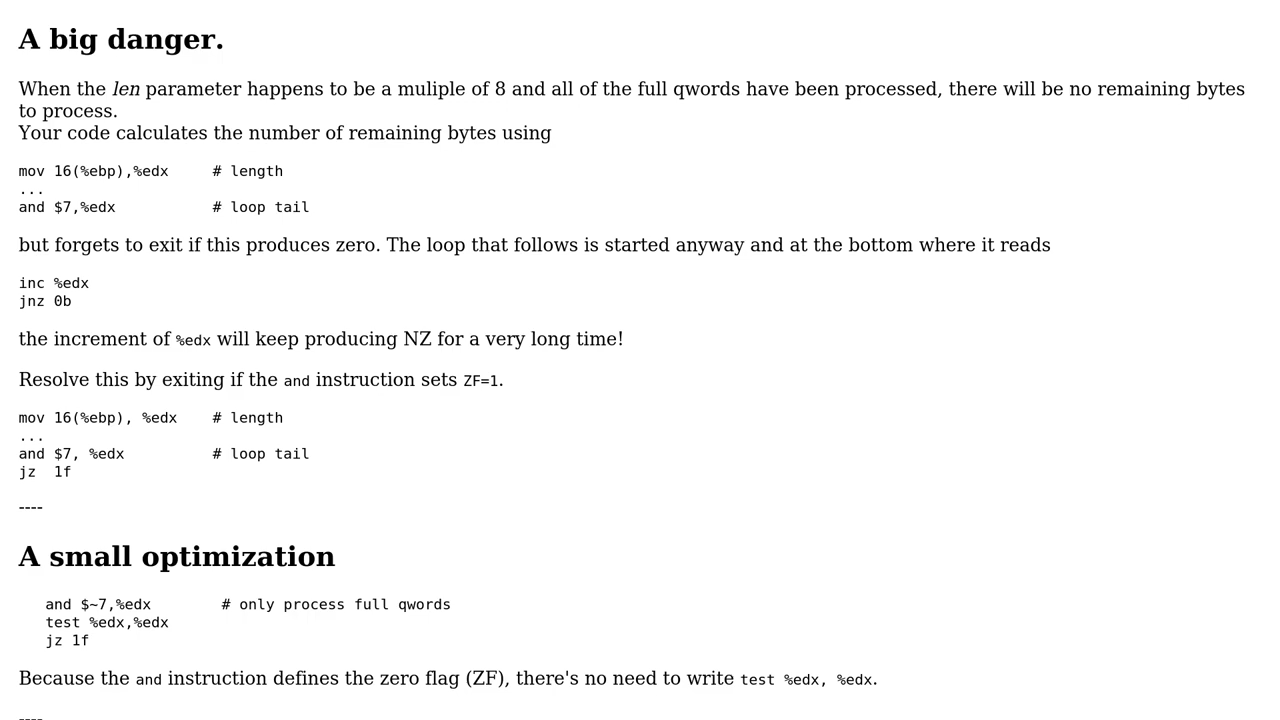 A big danger.
When the len parameter happens to be a muliple of 8 and all of the full qwords have been processed, there will be no remaining bytes
to process.
Your code calculates the number of remaining bytes using
mov 16(%ebp),%edx     # length
...
and $7,%edx           # loop tail
but forgets to exit if this produces zero. The loop that follows is started anyway and at the bottom where it reads
inc %edx
jnz 0b
the increment of %edx will keep producing NZ for a very long time!
Resolve this by exiting if the and instruction sets ZF=1.
mov 16(%ebp), %edx    # length
...
and $7, %edx          # loop tail
jz  1f
----
A small optimization
   and $~7,%edx        # only process full qwords
   test %edx,%edx
   jz 1f
Because the and instruction defines the zero flag (ZF), there's no need to write test %edx, %edx.
----